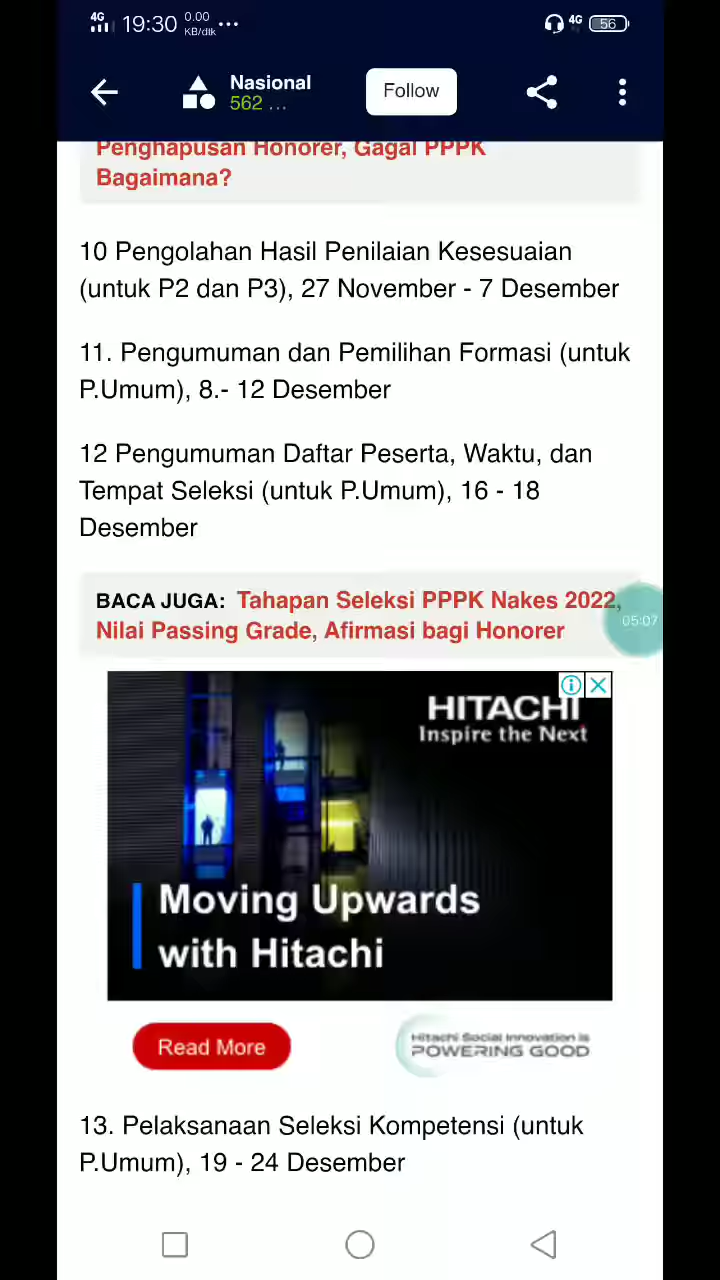 4G 19:30 0.00 KB/dtk ... 4G 56
Nasional
562 ...
Follow
Penghapusan Honorer, Gagal PPPK
Bagaimana?
10 Pengolahan Hasil Penilaian Kesesuaian
(untuk P2 dan P3), 27 November - 7 Desember
11. Pengumuman dan Pemilihan Formasi (untuk
P.Umum), 8.- 12 Desember
12 Pengumuman Daftar Peserta, Waktu, dan
Tempat Seleksi (untuk P.Umum), 16 - 18
Desember
BACA JUGA: Tahapan Seleksi PPPK Nakes 2022,
Nilai Passing Grade, Afirmasi bagi Honorer
05:07
HITACHI
Inspire the Next
Moving Upwards
with Hitachi
Read More
Hitachi Social Innovation is
POWERING GOOD
13. Pelaksanaan Seleksi Kompetensi (untuk
P.Umum), 19 - 24 Desember